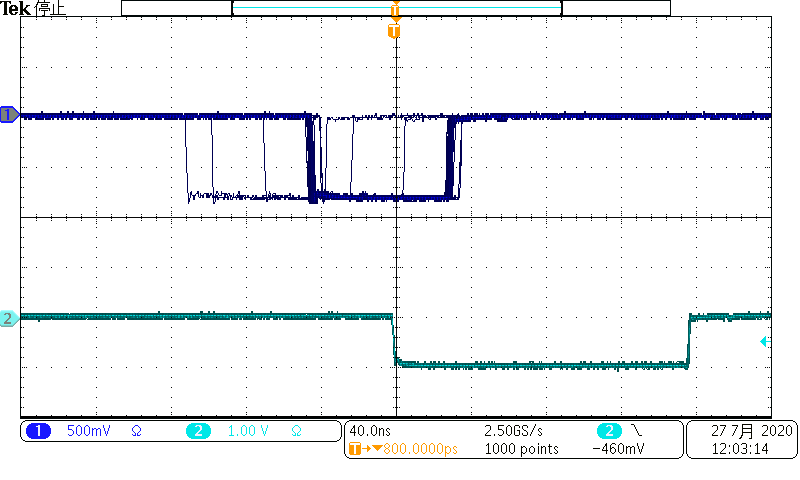 Tek 停止
T
T
1
2
1 500mV Ω 2 1.00 V Ω
40.0ns 2.50GS/s 2
T→▼800.0000ps 1000 points −460mV
27 7月 2020
12:03:14